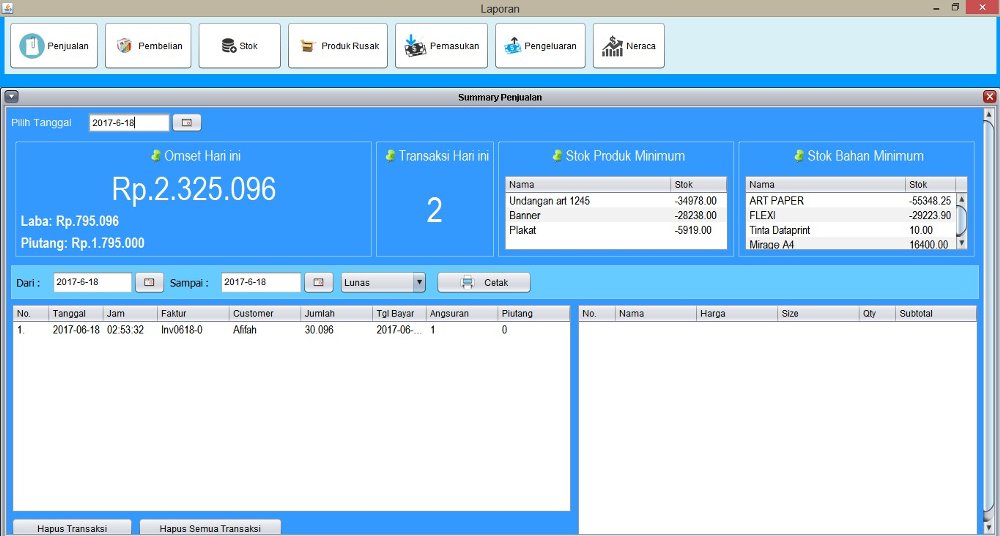 Laporan
Penjualan Pembelian Stok Produk Rusak Pemasukan Pengeluaran Neraca
Summary Penjualan
Pilih Tanggal 2017-6-18
Omset Hari ini
Rp.2.325.096
Laba: Rp.795.096
Piutang: Rp.1.795.000
Transaksi Hari ini
2
Stok Produk Minimum
Nama Stok
Undangan art 1245 -34978.00
Banner -28238.00
Plakat -5919.00
Stok Bahan Minimum
Nama Stok
ART PAPER -55348.25
FLEXI -29223.90
Tinta Dataprint 10.00
Mirage A4 16400.00
Dari : 2017-6-18 Sampai : 2017-6-18 Lunas Cetak
No. Tanggal Jam Faktur Customer Jumlah Tgl Bayar Angsuran Piutang
1. 2017-06-18 02:53:32 Inv0618-0 Afifah 30.096 2017-06-... 1 0
No. Nama Harga Size Qty Subtotal
Hapus Transaksi Hapus Semua Transaksi